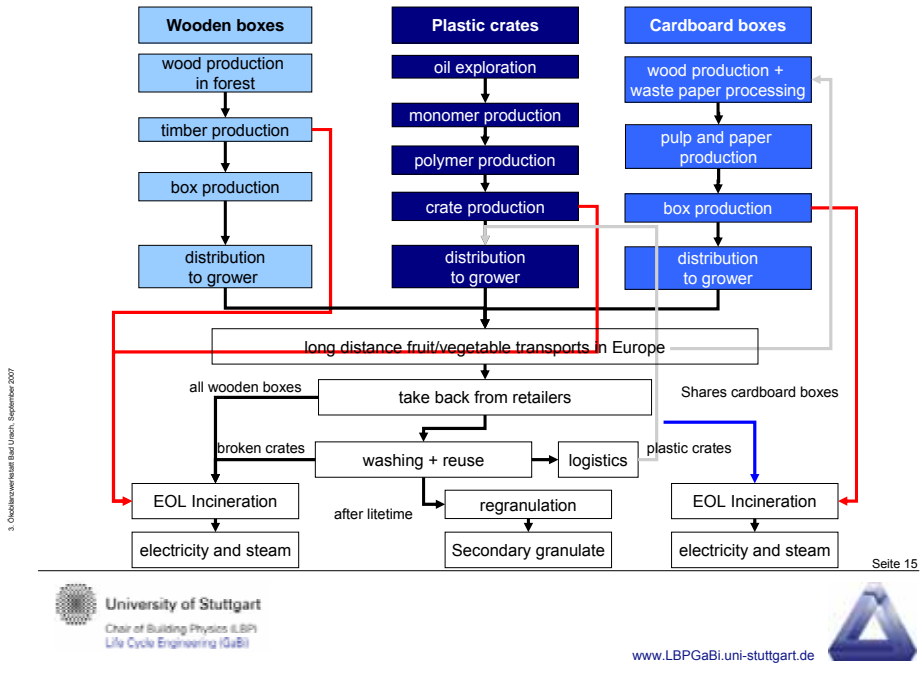 Wooden boxes
Plastic crates
Cardboard boxes
wood production
in forest
timber production
box production
distribution
to grower
oil exploration
monomer production
polymer production
crate production
distribution
to grower
wood production +
waste paper processing
pulp and paper
production
box production
distribution
to grower
long distance fruit/vegetable transports in Europe
all wooden boxes
take back from retailers
Shares cardboard boxes
broken crates
washing + reuse
logistics
plastic crates
EOL Incineration
after litetime
regranulation
EOL Incineration
electricity and steam
Secondary granulate
electricity and steam
3. Ökobilanzwerkstatt Bad Urach, September 2007
Seite 15
University of Stuttgart
Chair of Building Physics (LBP)
Life Cycle Engineering (GaBi)
www.LBPGaBi.uni-stuttgart.de